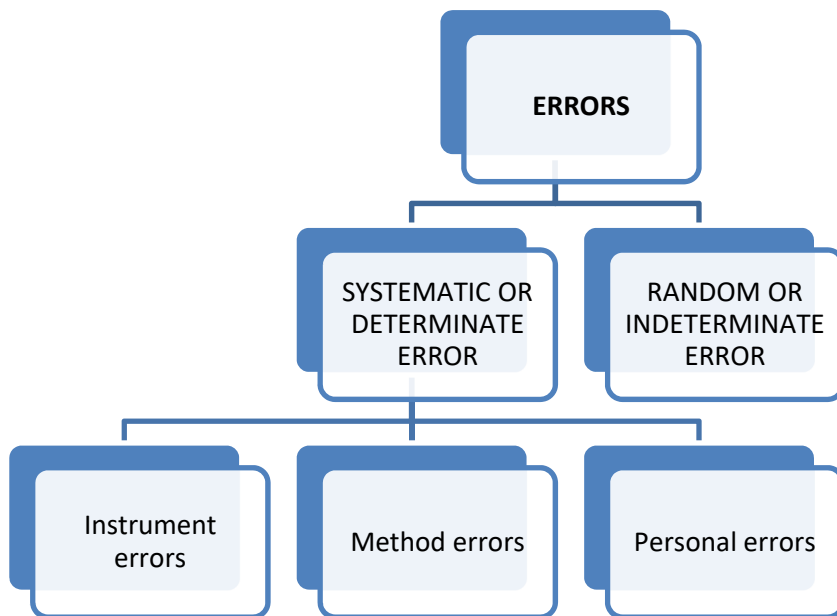 ERRORS
SYSTEMATIC OR
DETERMINATE
ERROR
RANDOM OR
INDETERMINATE
ERROR
Instrument
errors
Method errors
Personal errors